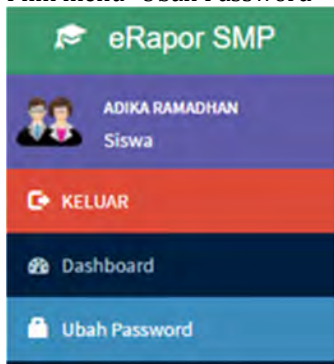 eRapor SMP
ADIKA RAMADHAN
Siswa
KELUAR
Dashboard
Ubah Password